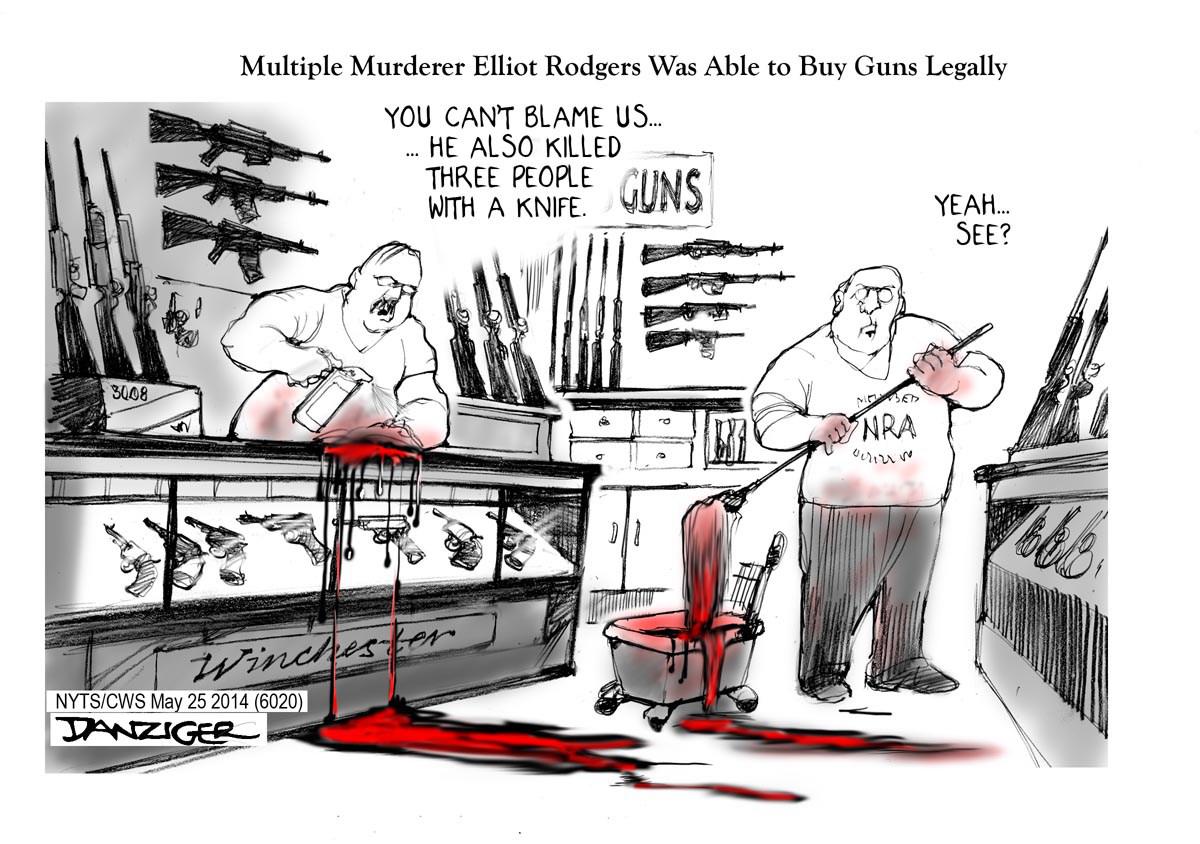 Multiple Murderer Elliot Rodgers Was Able to Buy Guns Legally
YOU CAN'T BLAME US...
... HE ALSO KILLED
THREE PEOPLE
WITH A KNIFE.
GUNS
YEAH...
SEE?
3008
NRA
Winchester
NYTS/CWS May 25 2014 (6020)
DANZIGER